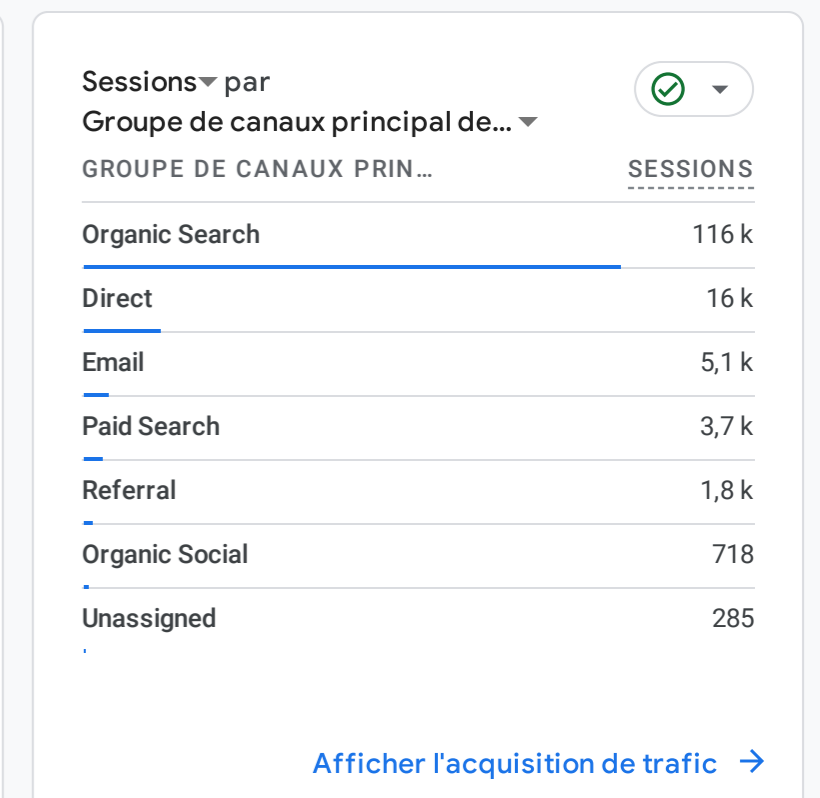 Sessions par
Groupe de canaux principal de...
GROUPE DE CANAUX PRIN… SESSIONS
Organic Search 116 k
Direct 16 k
Email 5,1 k
Paid Search 3,7 k
Referral 1,8 k
Organic Social 718
Unassigned 285
Afficher l'acquisition de trafic